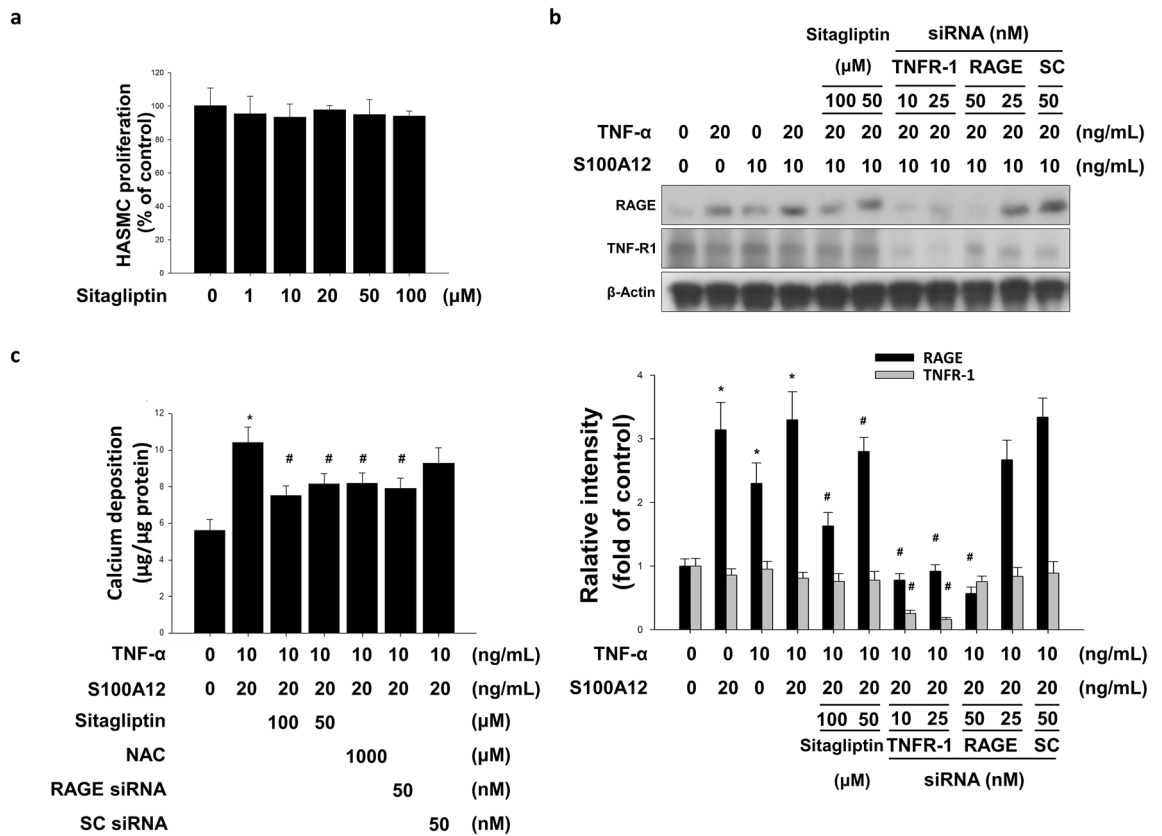 a
HASMC proliferation
(% of control)
120
100
80
60
40
20
0
Sitagliptin 0 1 10 20 50 100 (μM)
b
Sitagliptin siRNA (nM)
(μM) TNFR-1 RAGE SC
100 50 10 25 50 25 50
TNF-α 0 20 0 20 20 20 20 20 20 20 20 (ng/mL)
S100A12 0 0 10 10 10 10 10 10 10 10 10 (ng/mL)
RAGE
TNF-R1
β-Actin
RAGE
TNFR-1
Ralative intensity
(fold of control)
4
3
2
1
0
* * * # # # # # # #
TNF-α 0 0 10 10 10 10 10 10 10 10 10 (ng/mL)
S100A12 0 20 0 20 20 20 20 20 20 20 20 (ng/mL)
100 50 10 25 50 25 50
Sitagliptin TNFR-1 RAGE SC
(μM) siRNA (nM)
c
Calcium deposition
(μg/μg protein)
12
10
8
6
4
2
0
* # # # #
TNF-α 0 10 10 10 10 10 10 (ng/mL)
S100A12 0 20 20 20 20 20 20 (ng/mL)
Sitagliptin 100 50 (μM)
NAC 1000 (μM)
RAGE siRNA 50 (nM)
SC siRNA 50 (nM)